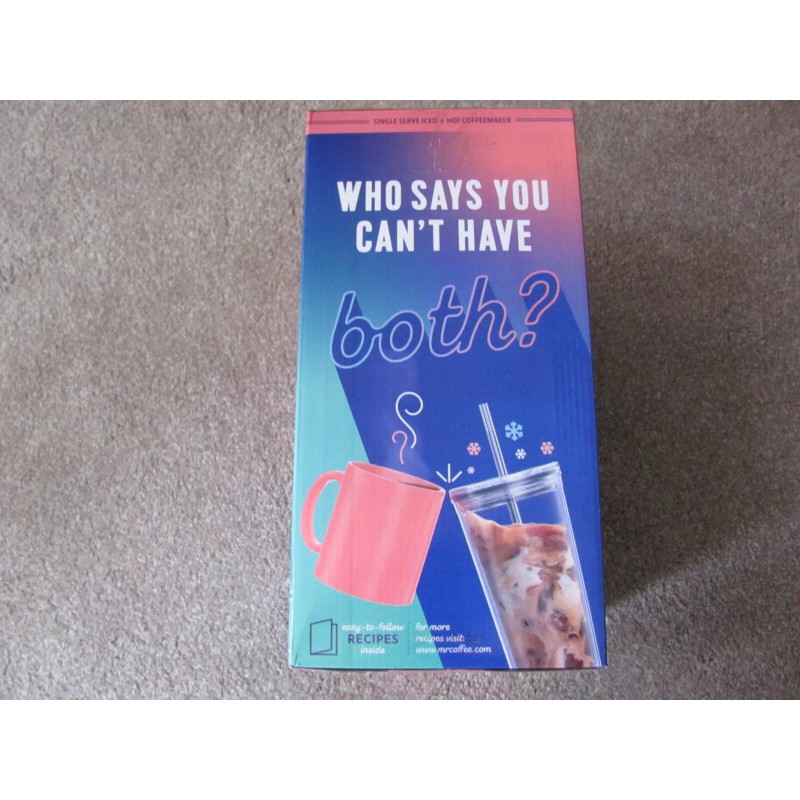 SINGLE SERVE ICED + HOT COFFEEMAKER
WHO SAYS YOU
CAN'T HAVE
both?
easy-to-follow
RECIPES
inside
for more
recipes visit:
www.mrcoffee.com